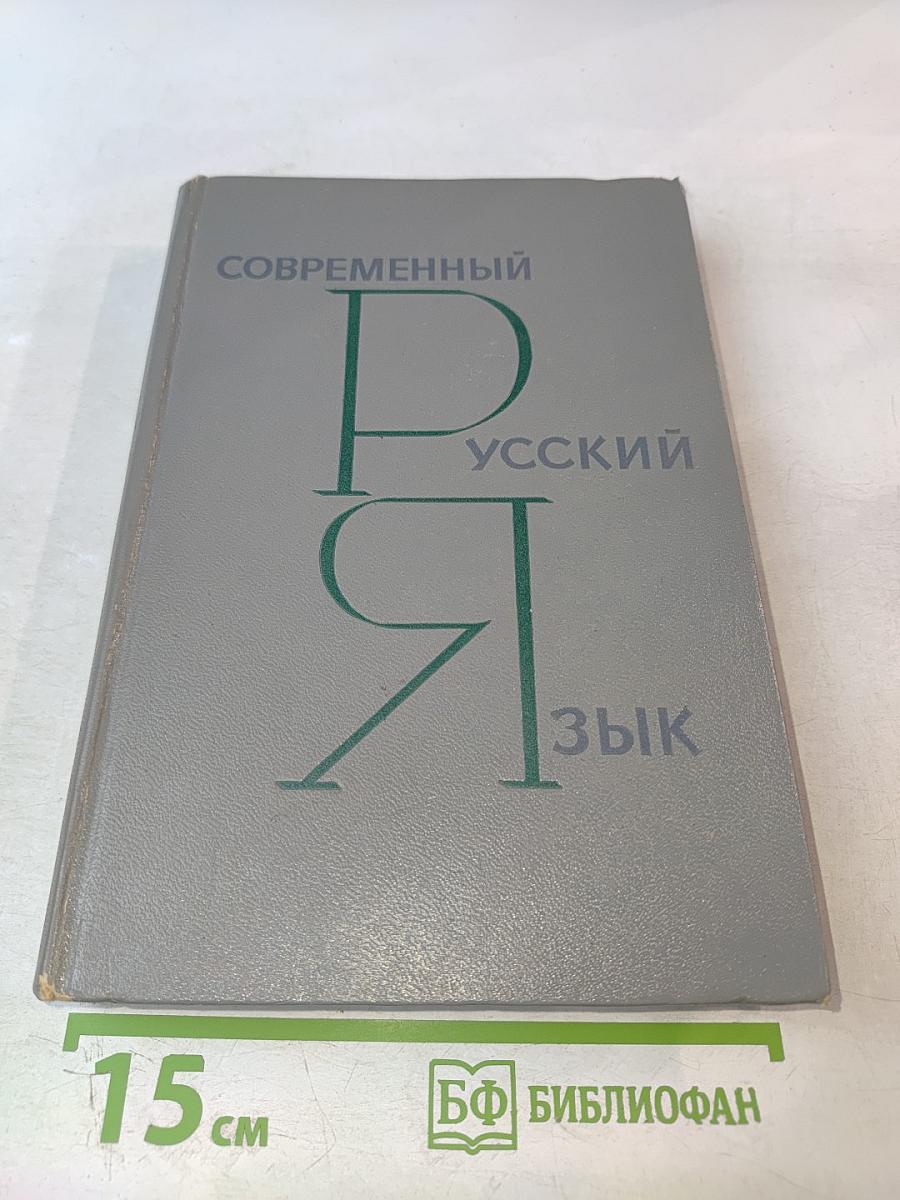 СОВРЕМЕННЫЙ
РУССКИЙ
ЯЗЫК
15 см
БФ БИБЛИОФАН